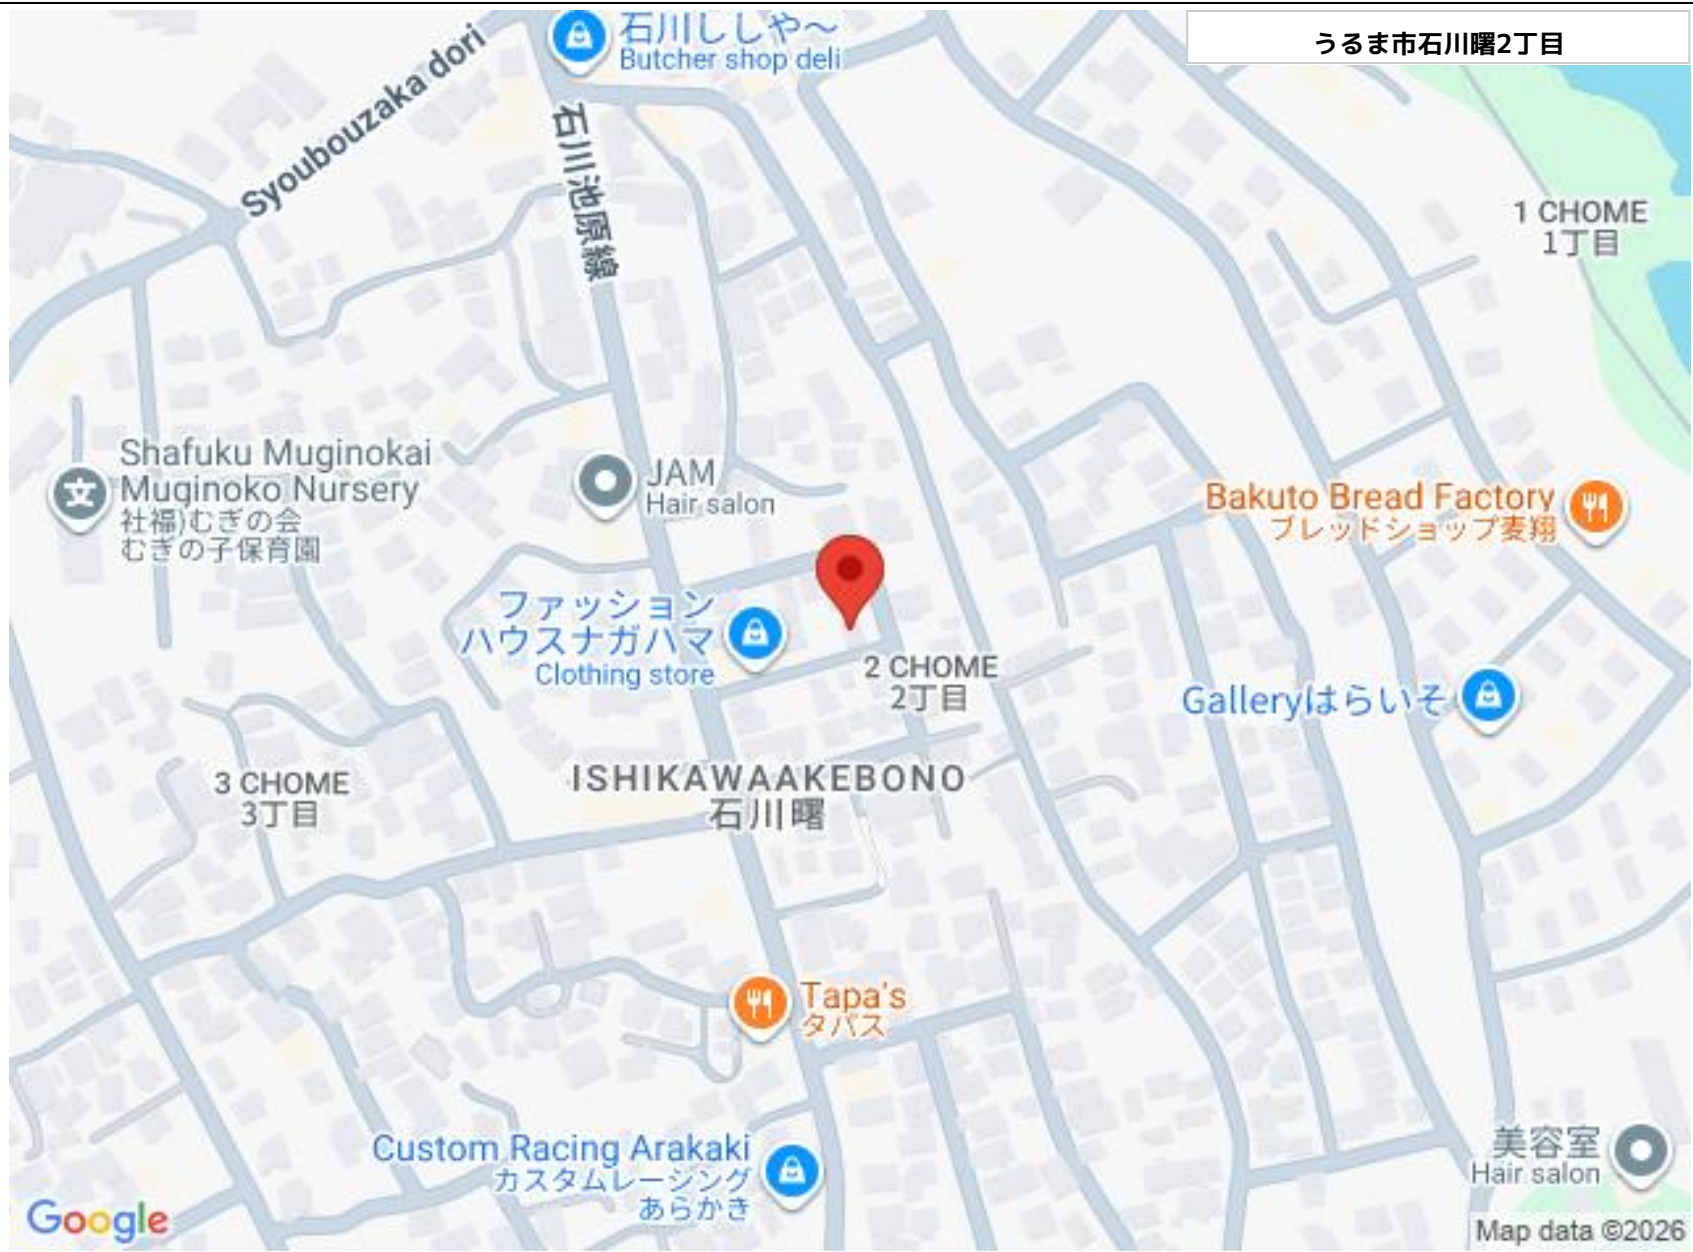 うるま市石川曙2丁目
石川ししや～
Butcher shop deli
Syoubouzaka dori
石川池原線
1 CHOME
1丁目
Shafuku Muginokai
Muginoko Nursery
社福)むぎの会
むぎの子保育園
JAM
Hair salon
Bakuto Bread Factory
ブレッドショップ麦翔
ファッション
ハウスナガハマ
Clothing store
2 CHOME
2丁目
Galleryはらいそ
3 CHOME
3丁目
ISHIKAWAAKEBONO
石川曙
Tapa's
タパス
Custom Racing Arakaki
カスタムレーシング
あらかき
美容室
Hair salon
Google
Map data ©2026